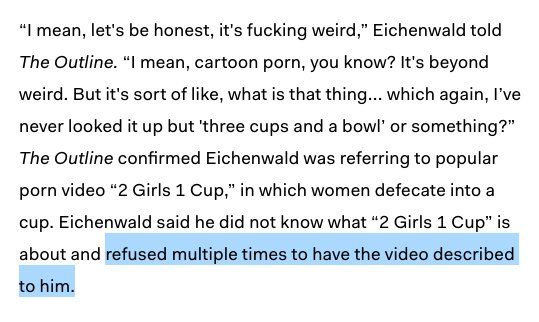 “I mean, let's be honest, it's fucking weird,” Eichenwald told
The Outline. “I mean, cartoon porn, you know? It's beyond
weird. But it's sort of like, what is that thing... which again, I’ve
never looked it up but 'three cups and a bowl’ or something?”
The Outline confirmed Eichenwald was referring to popular
porn video “2 Girls 1 Cup,” in which women defecate into a
cup. Eichenwald said he did not know what “2 Girls 1 Cup” is
about and refused multiple times to have the video described
to him.